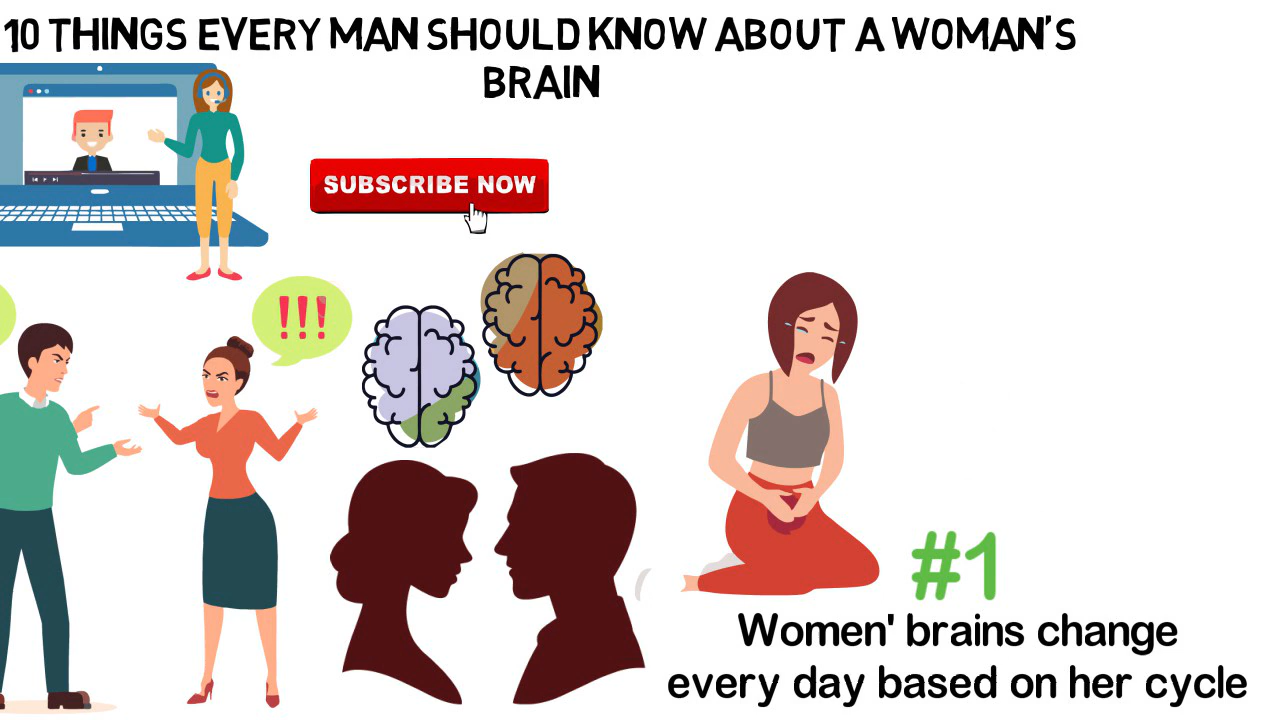 10 THINGS EVERY MAN SHOULD KNOW ABOUT A WOMAN'S
BRAIN
SUBSCRIBE NOW
!!!
#1
Women' brains change
every day based on her cycle